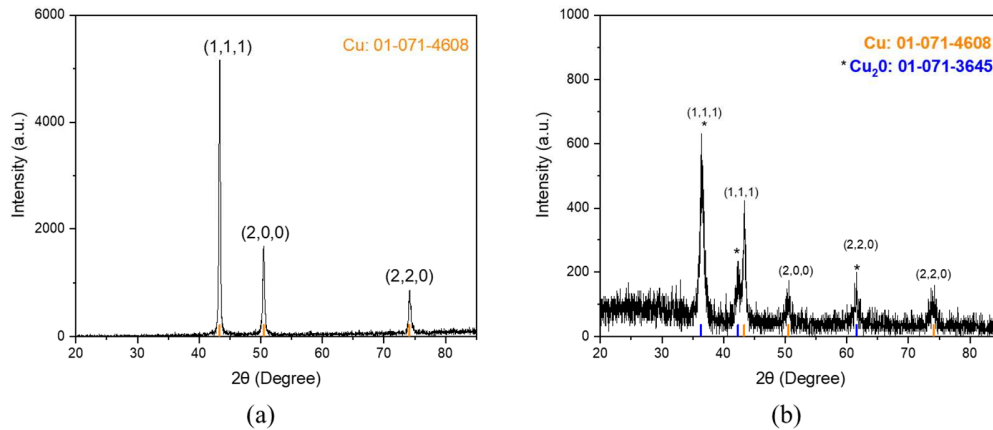 6000
4000
2000
0
Intensity (a.u.)
(1,1,1)
(2,0,0)
(2,2,0)
Cu: 01-071-4608
20 30 40 50 60 70 80
2θ (Degree)
(a)
1000
800
600
400
200
0
Intensity (a.u.)
Cu: 01-071-4608
*Cu₂0: 01-071-3645
(1,1,1)
*
(1,1,1)
*
(2,0,0)
(2,2,0)
*
(2,2,0)
20 30 40 50 60 70 80
2θ (Degree)
(b)